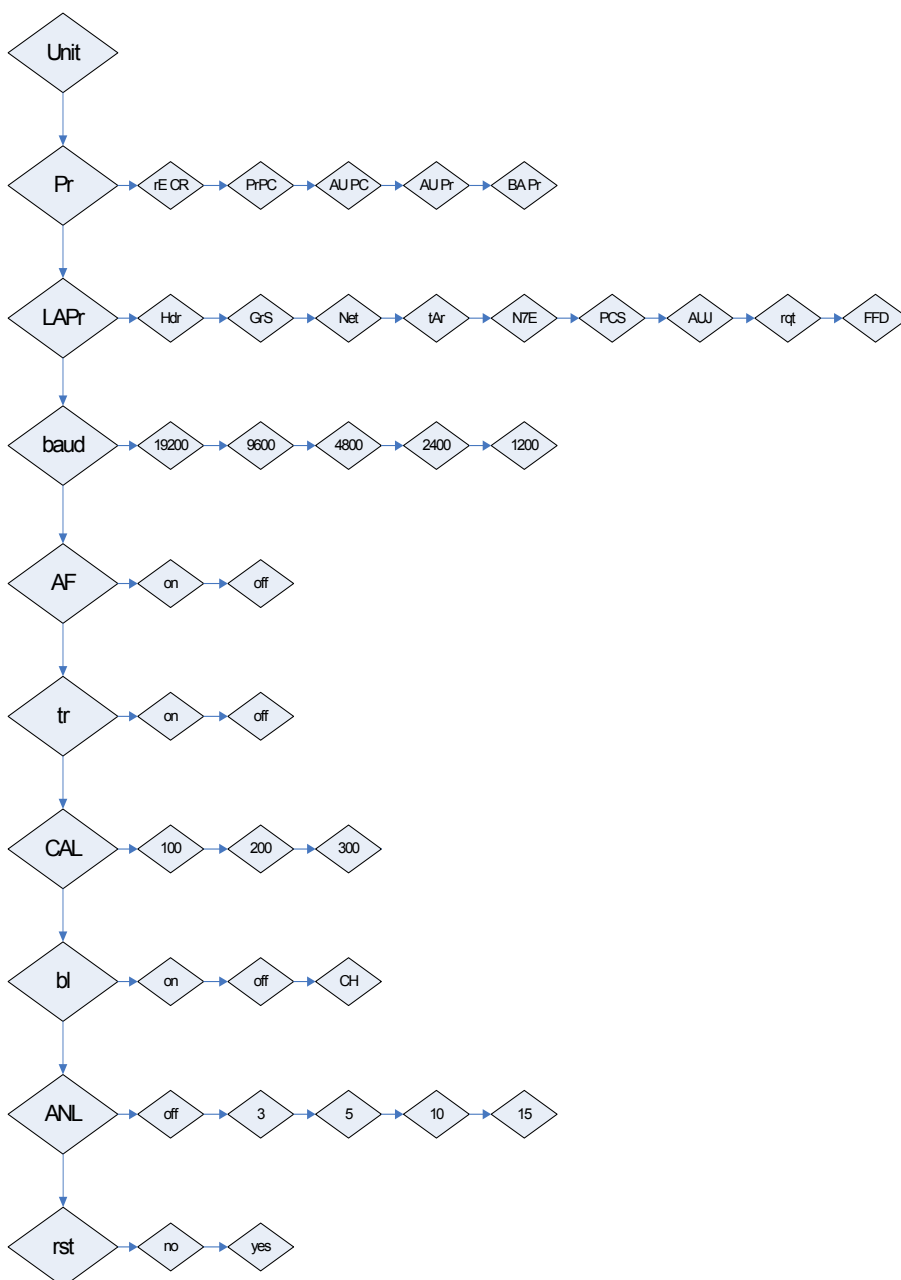 Unit
Pr rE CR PrPC AU PC AU Pr BA Pr
LAPr Hdr GrS Net tAr N7E PCS AUJ rqt FFD
baud 19200 9600 4800 2400 1200
AF on off
tr on off
CAL 100 200 300
bl on off CH
ANL off 3 5 10 15
rst no yes